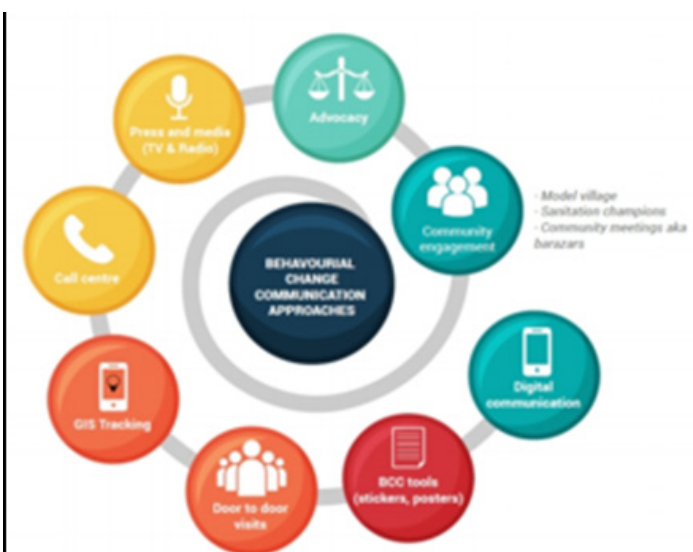 BEHAVOURIAL
CHANGE
COMMUNICATION
APPROACHES
Advocacy
Community
engagement
- Model village
- Sanitation champions
- Community meetings aka
barazars
Press and media
(TV & Radio)
Call centre
GIS Tracking
Door to door
visits
BCC tools
(stickers, posters)
Digital
communication